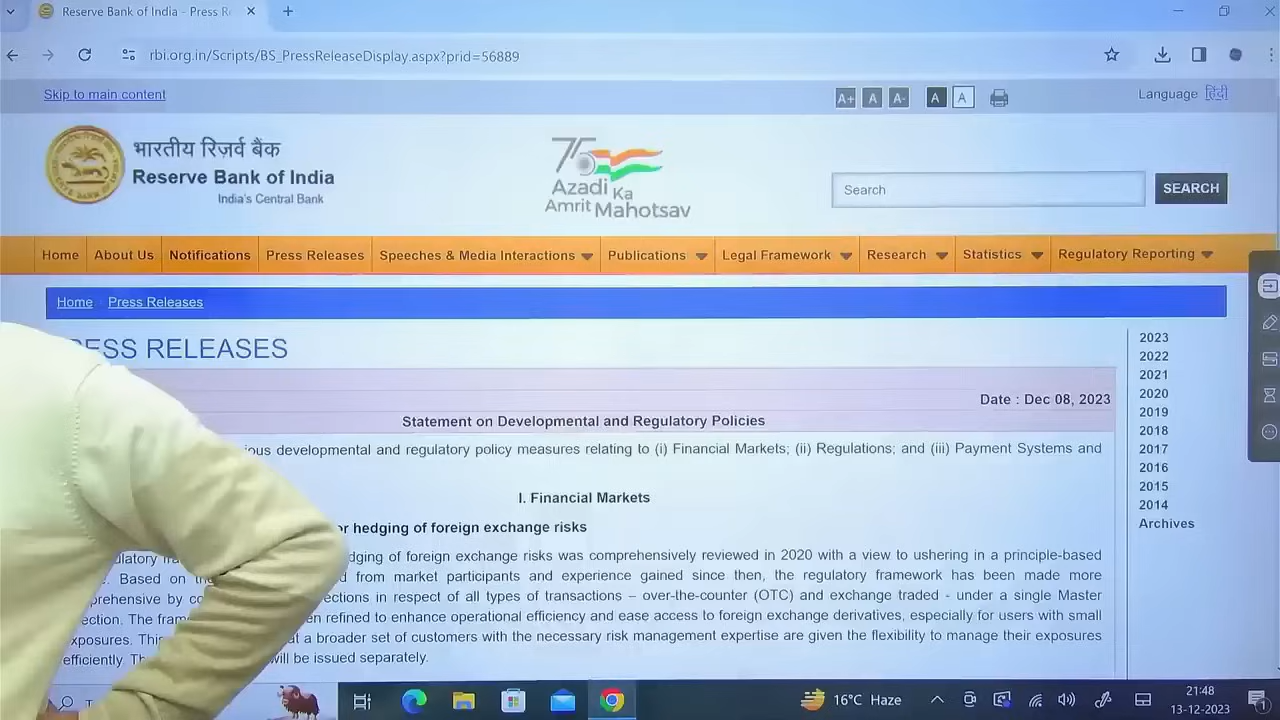 Reserve Bank of India - Press R
rbi.org.in/Scripts/BS_PressReleaseDisplay.aspx?prid=56889
Skip to main content
A+ A A- A A
Language हिंदी
भारतीय रिज़र्व बैंक
Reserve Bank of India
India's Central Bank
75
Azadi Ka
Amrit Mahotsav
Search
SEARCH
Home About Us Notifications Press Releases Speeches & Media Interactions Publications Legal Framework Research Statistics Regulatory Reporting
Home Press Releases
ESS RELEASES
Date : Dec 08, 2023
Statement on Developmental and Regulatory Policies
ious developmental and regulatory policy measures relating to (i) Financial Markets; (ii) Regulations; and (iii) Payment Systems and
I. Financial Markets
or hedging of foreign exchange risks
ulatory fra dging of foreign exchange risks was comprehensively reviewed in 2020 with a view to ushering in a principle-based
. Based on th d from market participants and experience gained since then, the regulatory framework has been made more
prehensive by co ections in respect of all types of transactions – over-the-counter (OTC) and exchange traded - under a single Master
ection. The fram en refined to enhance operational efficiency and ease access to foreign exchange derivatives, especially for users with small
xposures. This at a broader set of customers with the necessary risk management expertise are given the flexibility to manage their exposures
efficiently. Th will be issued separately.
2023
2022
2021
2020
2019
2018
2017
2016
2015
2014
Archives
T
16°C Haze
21:48
13-12-2023
1